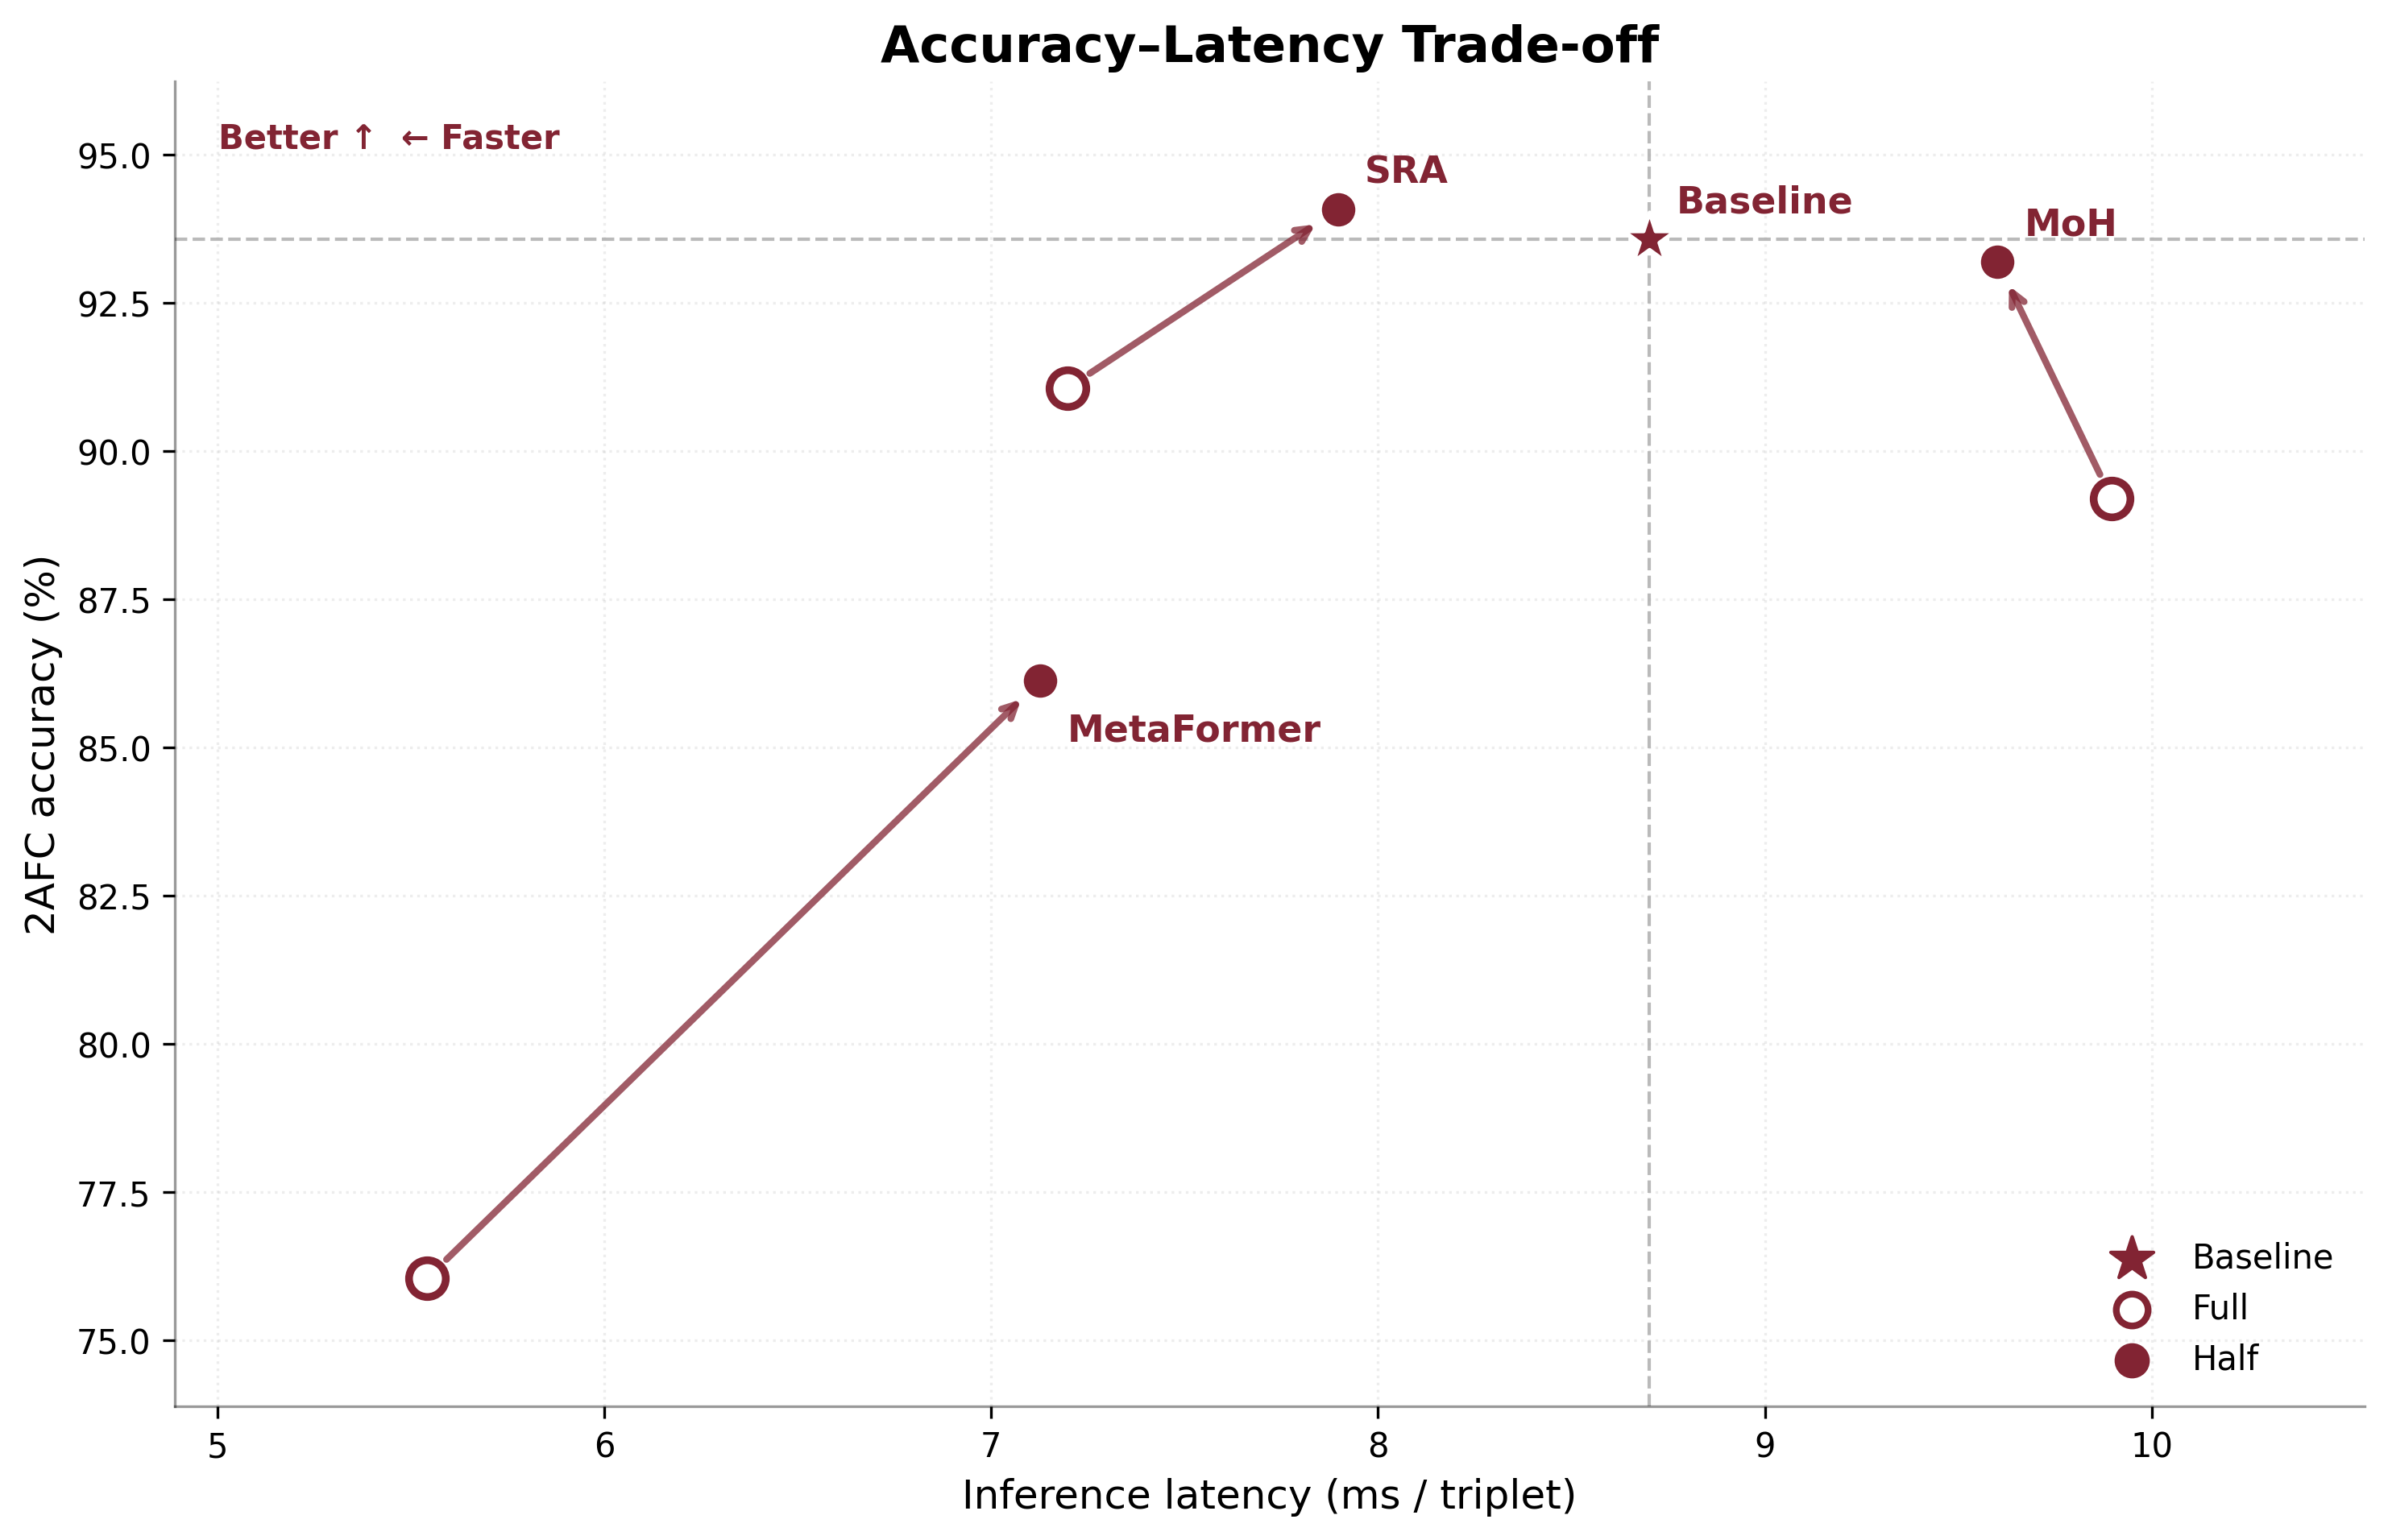 Accuracy–Latency Trade-off
Better ↑ ← Faster
SRA
Baseline
MoH
MetaFormer
2AFC accuracy (%)
95.0
92.5
90.0
87.5
85.0
82.5
80.0
77.5
75.0
Baseline
Full
Half
5 6 7 8 9 10
Inference latency (ms / triplet)